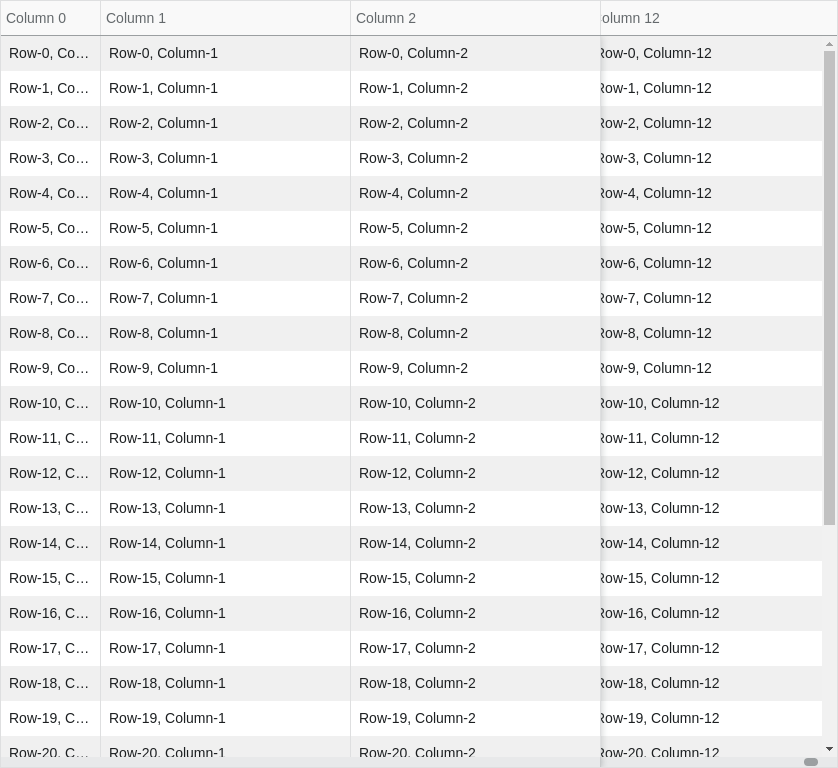 Column 0 Column 1 Column 2 olumn 12
Row-0, Co… Row-0, Column-1 Row-0, Column-2 Row-0, Column-12
Row-1, Co… Row-1, Column-1 Row-1, Column-2 Row-1, Column-12
Row-2, Co… Row-2, Column-1 Row-2, Column-2 Row-2, Column-12
Row-3, Co… Row-3, Column-1 Row-3, Column-2 Row-3, Column-12
Row-4, Co… Row-4, Column-1 Row-4, Column-2 Row-4, Column-12
Row-5, Co… Row-5, Column-1 Row-5, Column-2 Row-5, Column-12
Row-6, Co… Row-6, Column-1 Row-6, Column-2 Row-6, Column-12
Row-7, Co… Row-7, Column-1 Row-7, Column-2 Row-7, Column-12
Row-8, Co… Row-8, Column-1 Row-8, Column-2 Row-8, Column-12
Row-9, Co… Row-9, Column-1 Row-9, Column-2 Row-9, Column-12
Row-10, C… Row-10, Column-1 Row-10, Column-2 Row-10, Column-12
Row-11, C… Row-11, Column-1 Row-11, Column-2 Row-11, Column-12
Row-12, C… Row-12, Column-1 Row-12, Column-2 Row-12, Column-12
Row-13, C… Row-13, Column-1 Row-13, Column-2 Row-13, Column-12
Row-14, C… Row-14, Column-1 Row-14, Column-2 Row-14, Column-12
Row-15, C… Row-15, Column-1 Row-15, Column-2 Row-15, Column-12
Row-16, C… Row-16, Column-1 Row-16, Column-2 Row-16, Column-12
Row-17, C… Row-17, Column-1 Row-17, Column-2 Row-17, Column-12
Row-18, C… Row-18, Column-1 Row-18, Column-2 Row-18, Column-12
Row-19, C… Row-19, Column-1 Row-19, Column-2 Row-19, Column-12
Row-20, C… Row-20, Column-1 Row-20, Column-2 Row-20, Column-12